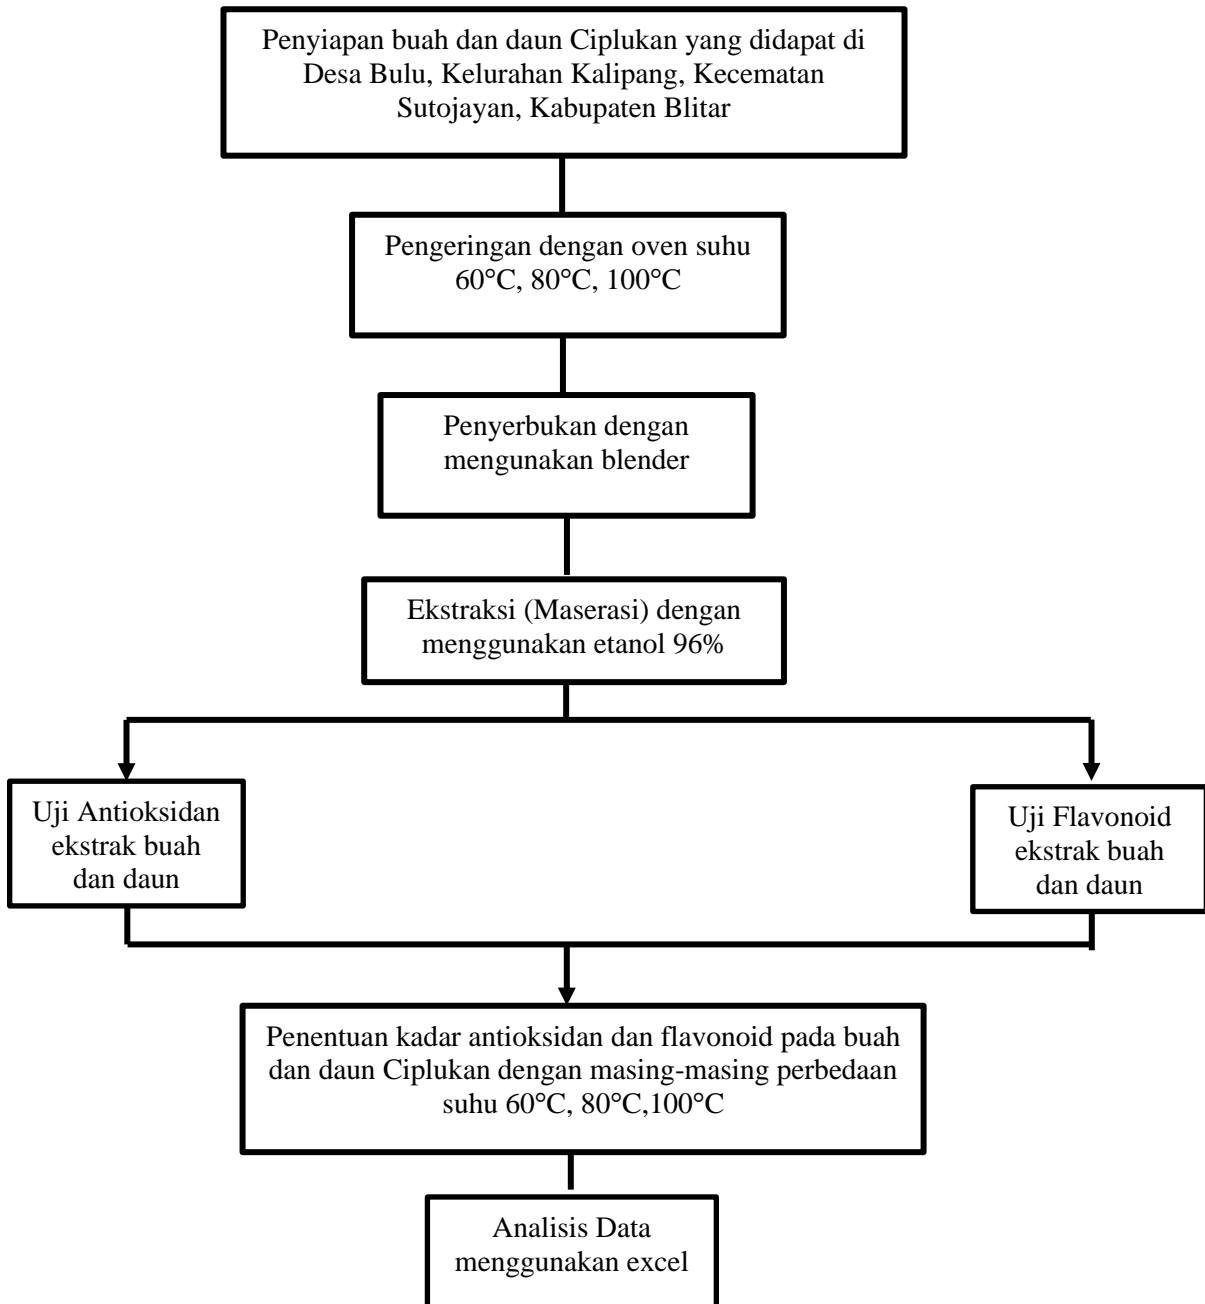 Penyiapan buah dan daun Ciplukan yang didapat di
Desa Bulu, Kelurahan Kalipang, Kecematan
Sutojayan, Kabupaten Blitar
Pengeringan dengan oven suhu
60°C, 80°C, 100°C
Penyerbukan dengan
mengunakan blender
Ekstraksi (Maserasi) dengan
menggunakan etanol 96%
Uji Antioksidan
ekstrak buah
dan daun
Uji Flavonoid
ekstrak buah
dan daun
Penentuan kadar antioksidan dan flavonoid pada buah
dan daun Ciplukan dengan masing-masing perbedaan
suhu 60°C, 80°C,100°C
Analisis Data
menggunakan excel